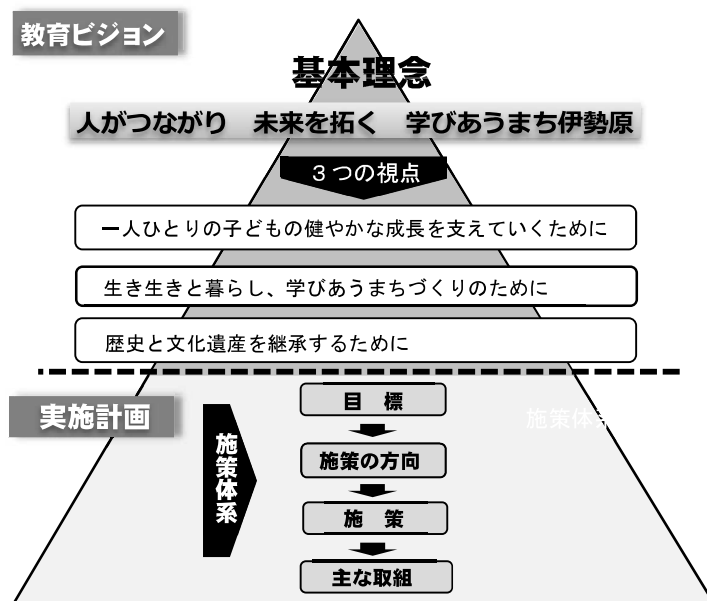 教育ビジョン
基本理念
人がつながり　未来を拓く　学びあうまち伊勢原
３つの視点
一人ひとりの子どもの健やかな成長を支えていくために
生き生きと暮らし、学びあうまちづくりのために
歴史と文化遺産を継承するために
実施計画
施策体系
目　標
施策の方向
施　策
主な取組
施策体系